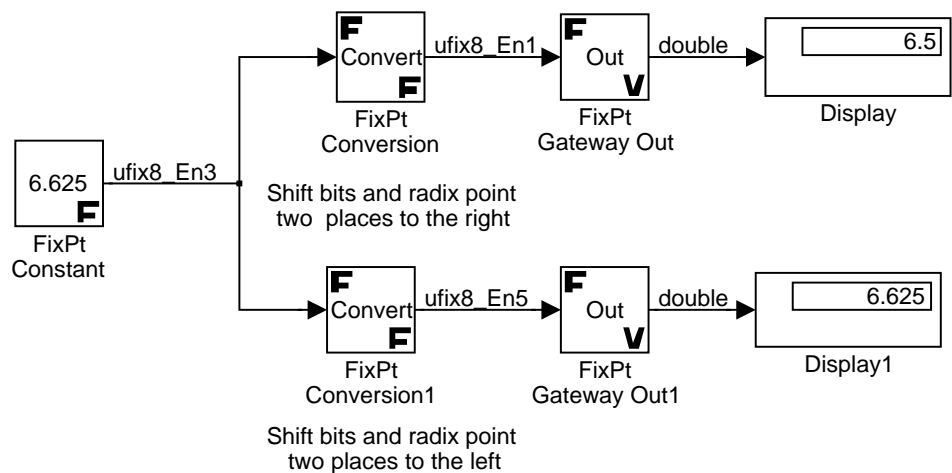 F
Convert
F
FixPt
Conversion
ufix8_En1
F
Out
V
FixPt
Gateway Out
double
6.5
Display
6.625
F
FixPt
Constant
ufix8_En3
Shift bits and radix point
two places to the right
F
Convert
F
FixPt
Conversion1
ufix8_En5
F
Out
V
FixPt
Gateway Out1
double
6.625
Display1
Shift bits and radix point
two places to the left